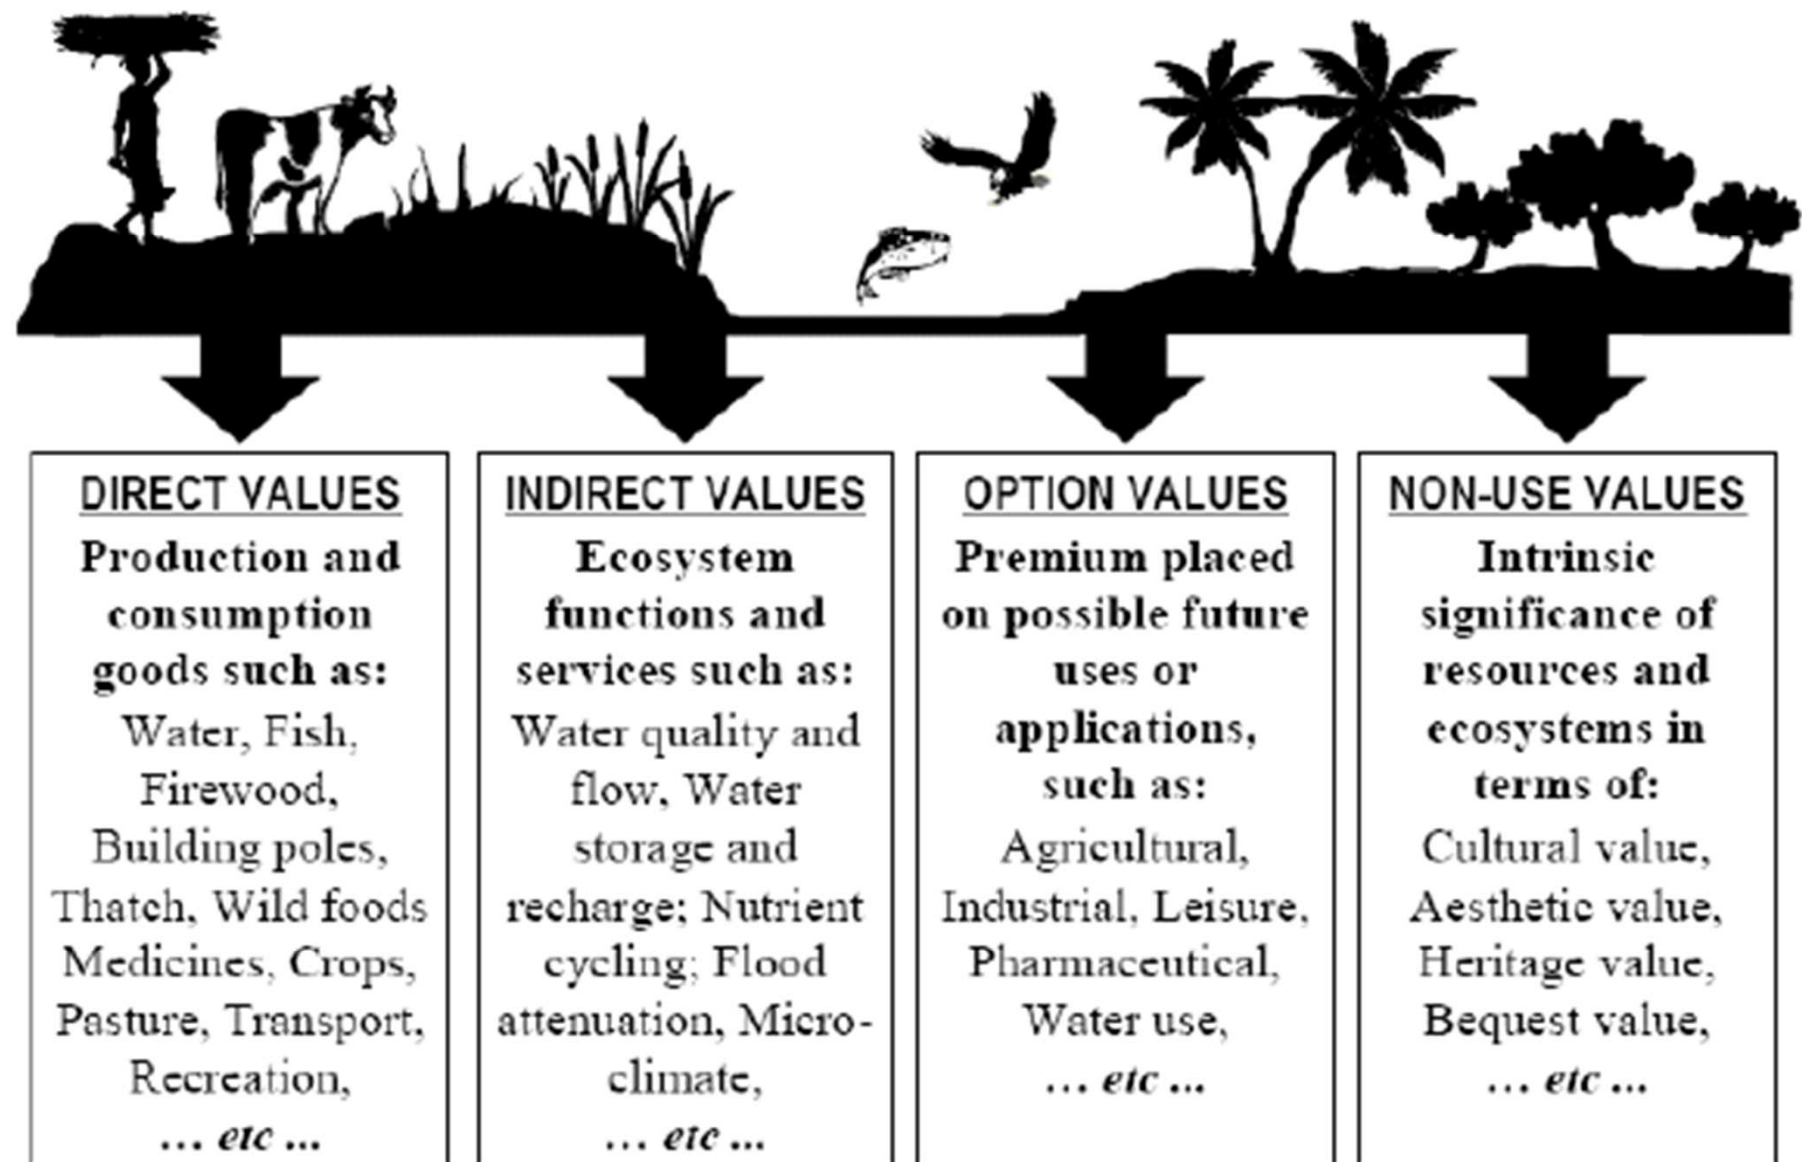 DIRECT VALUES
Production and
consumption
goods such as:
Water, Fish,
Firewood,
Building poles,
Thatch, Wild foods
Medicines, Crops,
Pasture, Transport,
Recreation,
... etc ...
INDIRECT VALUES
Ecosystem
functions and
services such as:
Water quality and
flow, Water
storage and
recharge; Nutrient
cycling; Flood
attenuation, Micro-
climate,
... etc ...
OPTION VALUES
Premium placed
on possible future
uses or
applications,
such as:
Agricultural,
Industrial, Leisure,
Pharmaceutical,
Water use,
... etc ...
NON-USE VALUES
Intrinsic
significance of
resources and
ecosystems in
terms of:
Cultural value,
Aesthetic value,
Heritage value,
Bequest value,
... etc ...